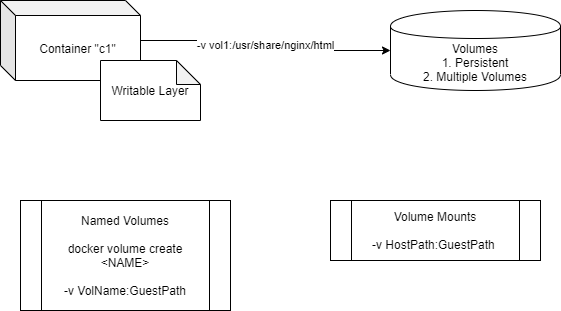 Container "c1"
-v vol1:/usr/share/nginx/html
Volumes
1. Persistent
2. Multiple Volumes
Writable Layer
Named Volumes
docker volume create
<NAME>
-v VolName:GuestPath
Volume Mounts
-v HostPath:GuestPath